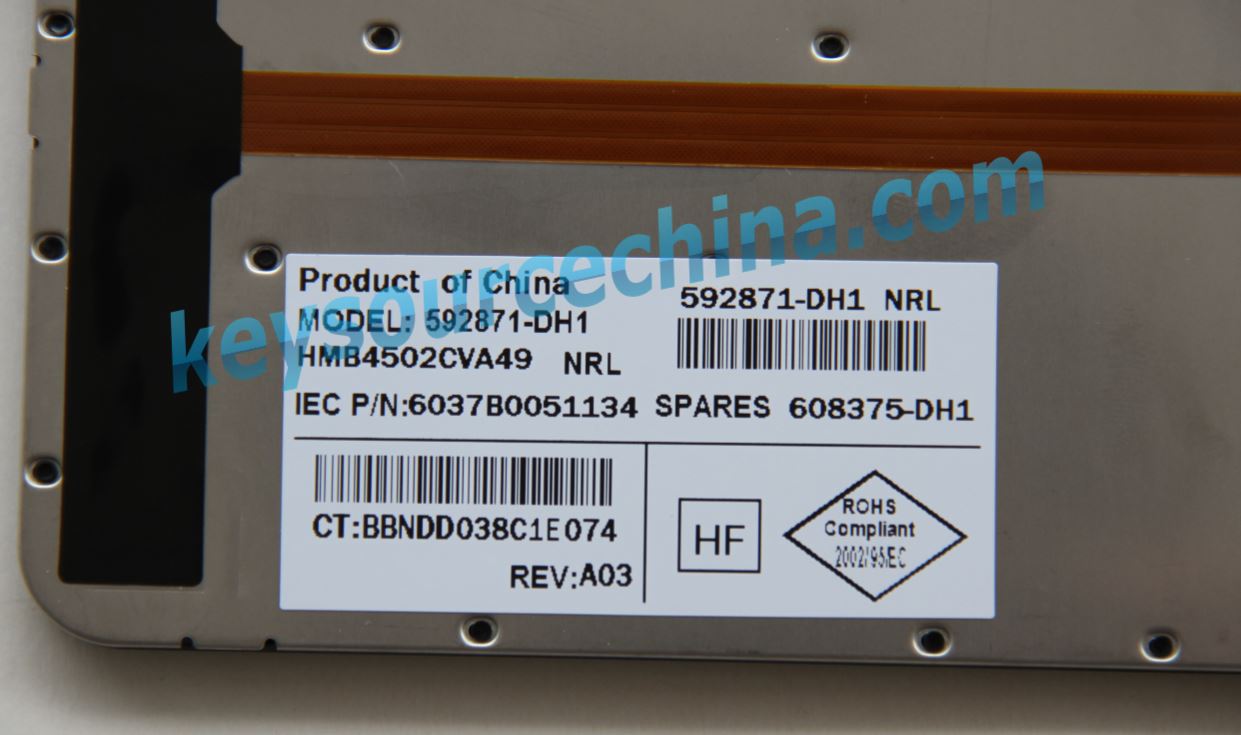 keysourcechina.com
Product of China
MODEL: 592871-DH1
HMB4502CVA49 NRL
592871-DH1 NRL
IEC P/N:6037B0051134 SPARES 608375-DH1
CT:BBNDD038C1E074
REV:A03
HF
ROHS
Compliant
2002/95/EC